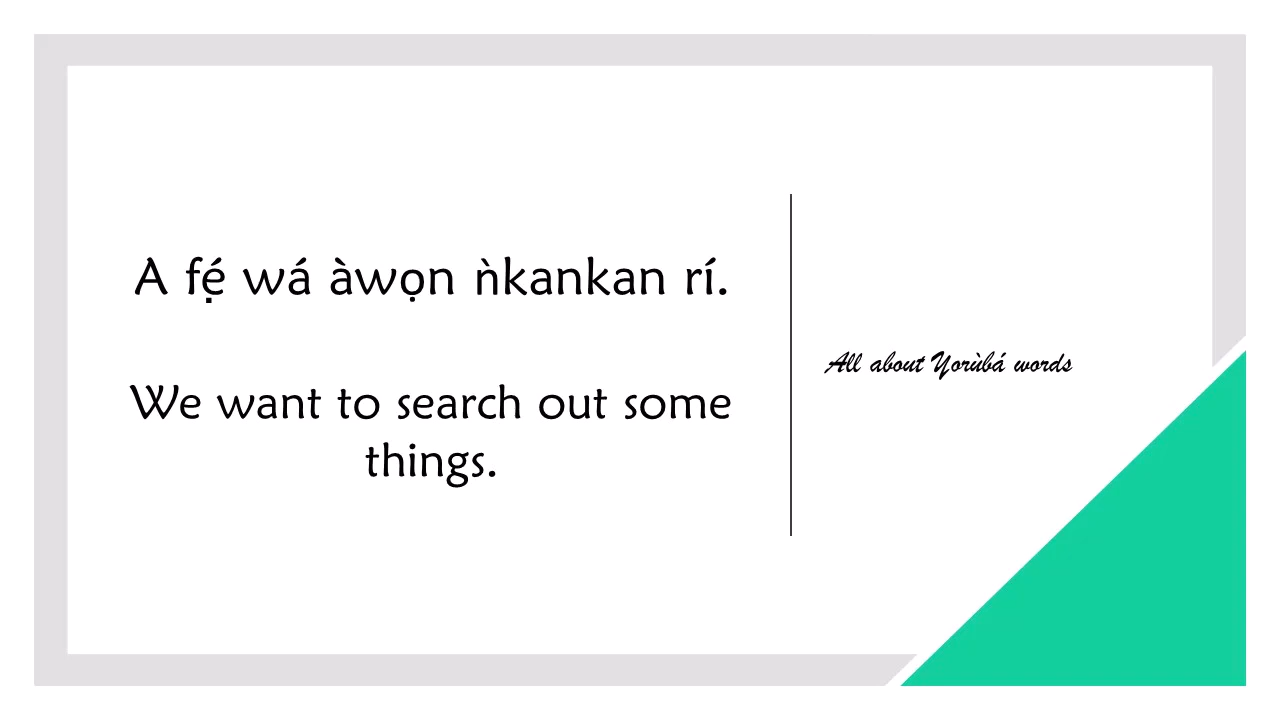 A fẹ́ wá àwọn ǹkankan rí.
We want to search out some
things.
All about Yorùbá words